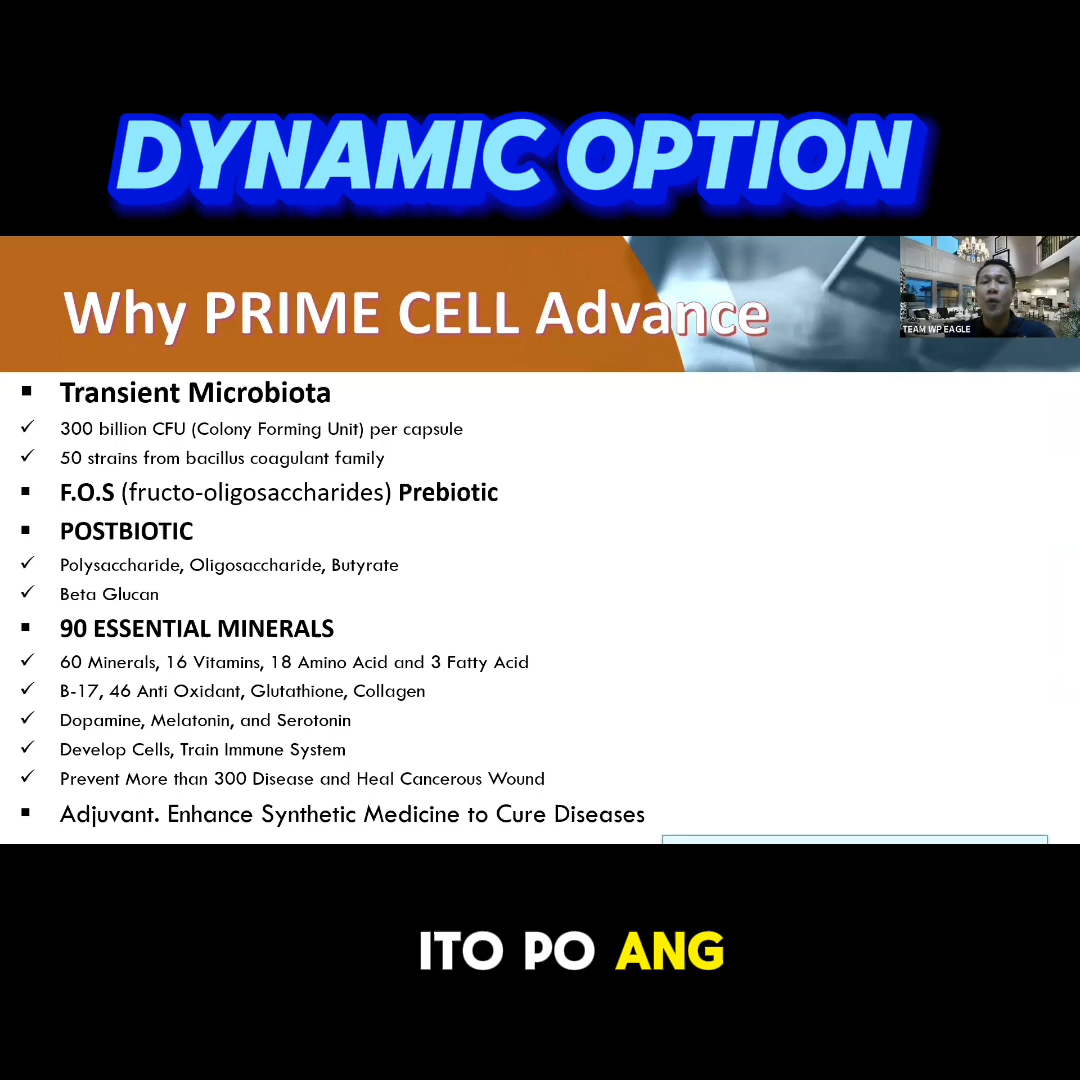 DYNAMIC OPTION
Why PRIME CELL Advance
TEAM WP EAGLE
Transient Microbiota
300 billion CFU (Colony Forming Unit) per capsule
50 strains from bacillus coagulant family
F.O.S (fructo-oligosaccharides) Prebiotic
POSTBIOTIC
Polysaccharide, Oligosaccharide, Butyrate
Beta Glucan
90 ESSENTIAL MINERALS
60 Minerals, 16 Vitamins, 18 Amino Acid and 3 Fatty Acid
B-17, 46 Anti Oxidant, Glutathione, Collagen
Dopamine, Melatonin, and Serotonin
Develop Cells, Train Immune System
Prevent More than 300 Disease and Heal Cancerous Wound
Adjuvant. Enhance Synthetic Medicine to Cure Diseases
ITO PO ANG